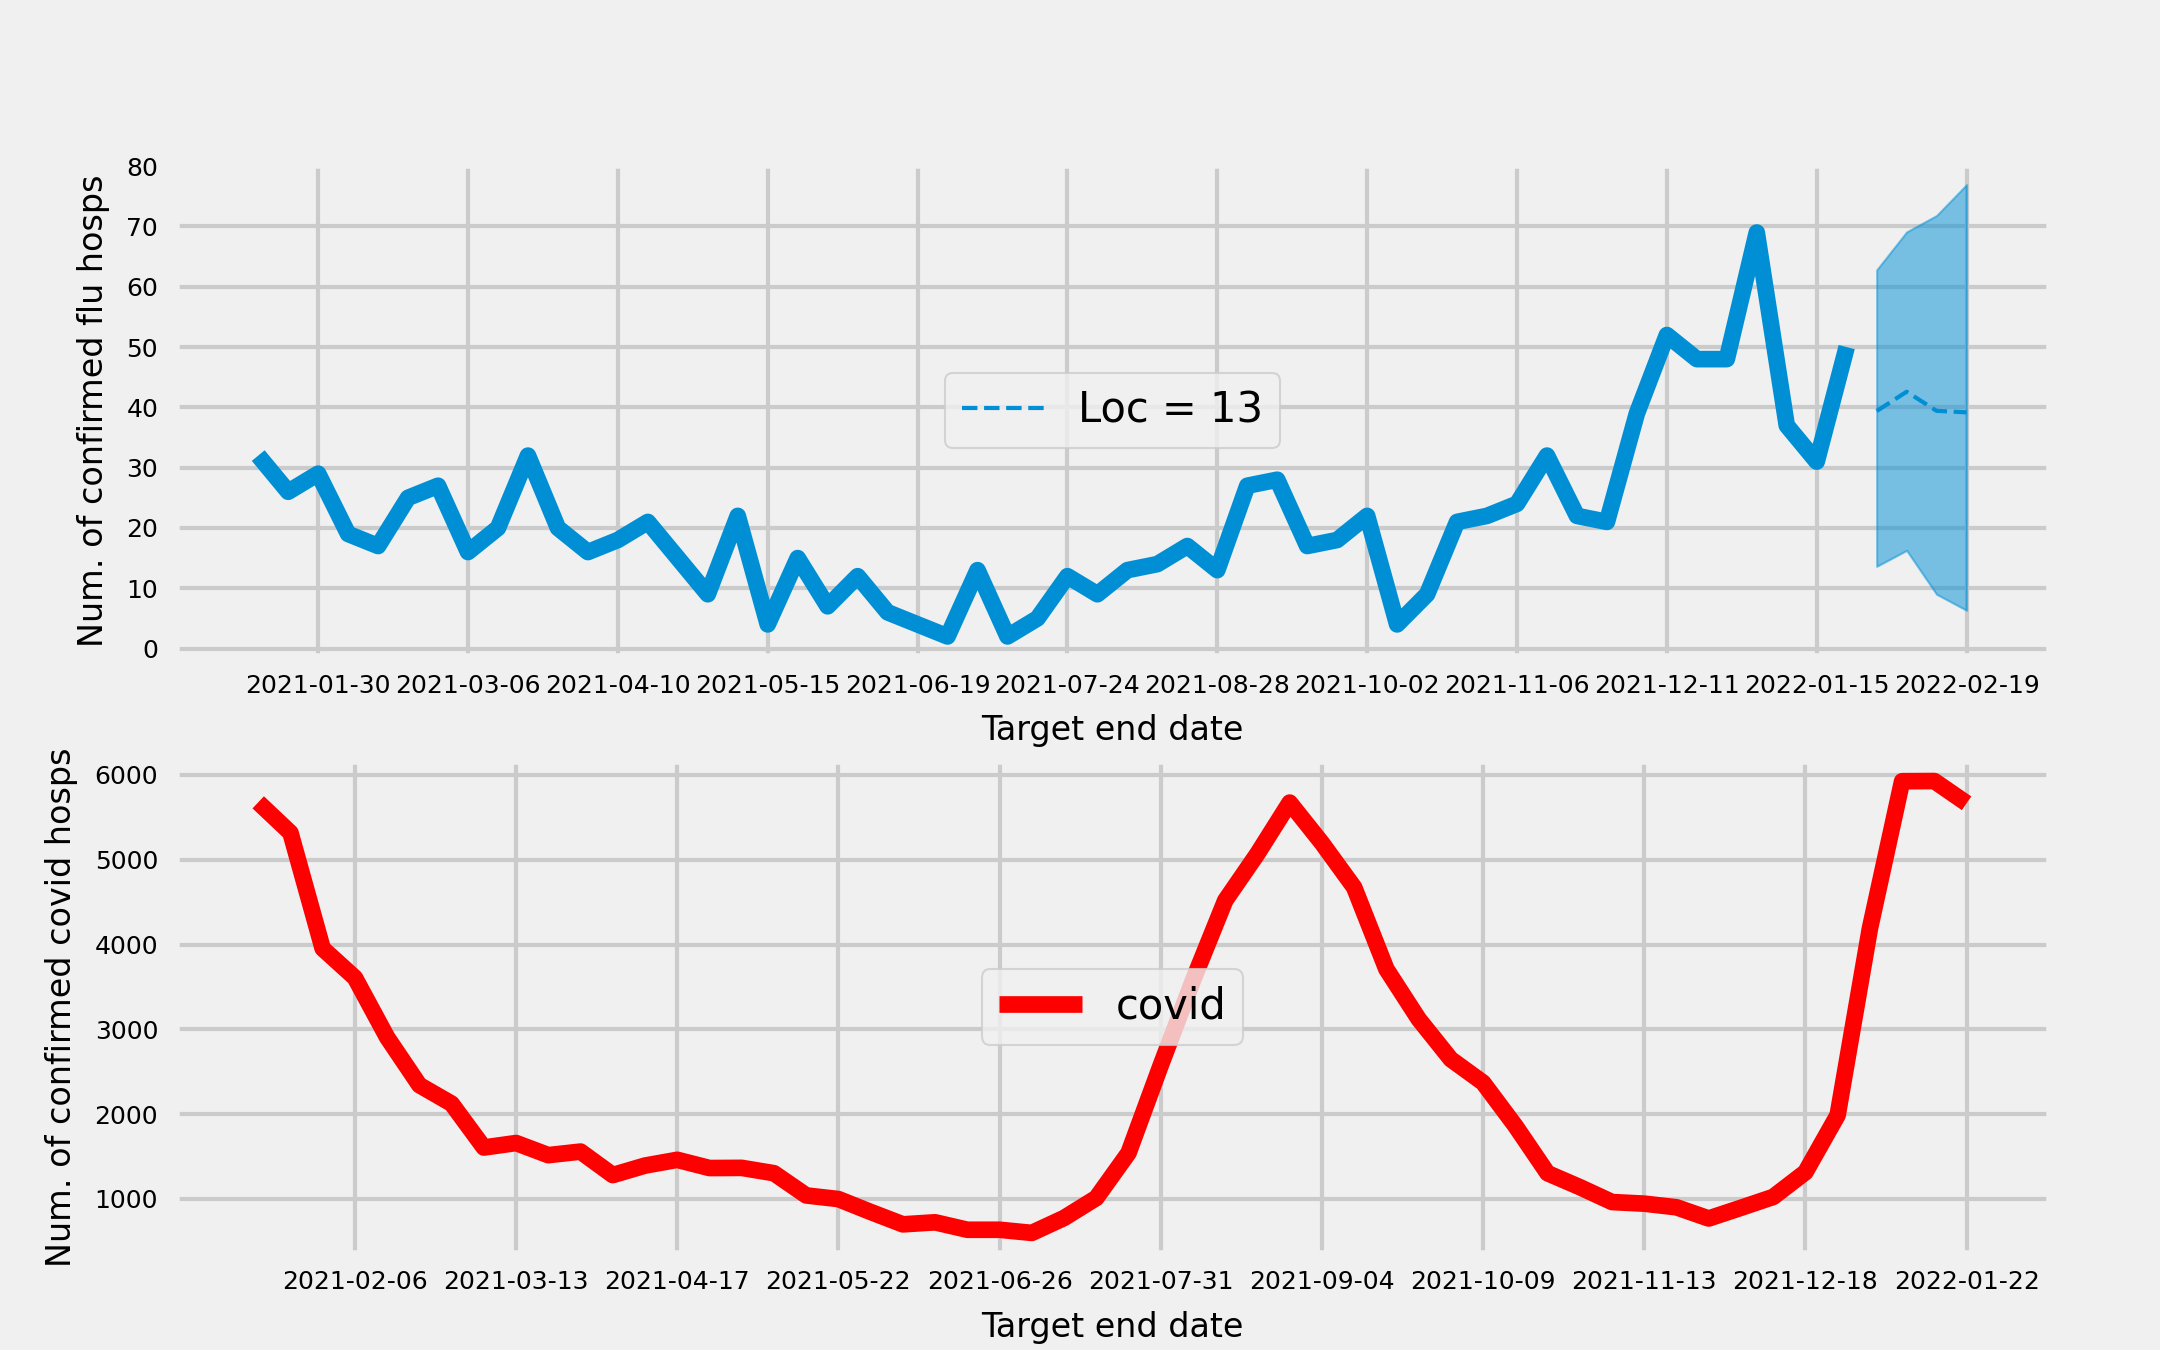 Num. of confirmed flu hosps
80
70
60
50
40
30
20
10
0
Loc = 13
2021-01-30 2021-03-06 2021-04-10 2021-05-15 2021-06-19 2021-07-24 2021-08-28 2021-10-02 2021-11-06 2021-12-11 2022-01-15 2022-02-19
Target end date
Num. of confirmed covid hosps
6000
5000
4000
3000
2000
1000
covid
2021-02-06 2021-03-13 2021-04-17 2021-05-22 2021-06-26 2021-07-31 2021-09-04 2021-10-09 2021-11-13 2021-12-18 2022-01-22
Target end date